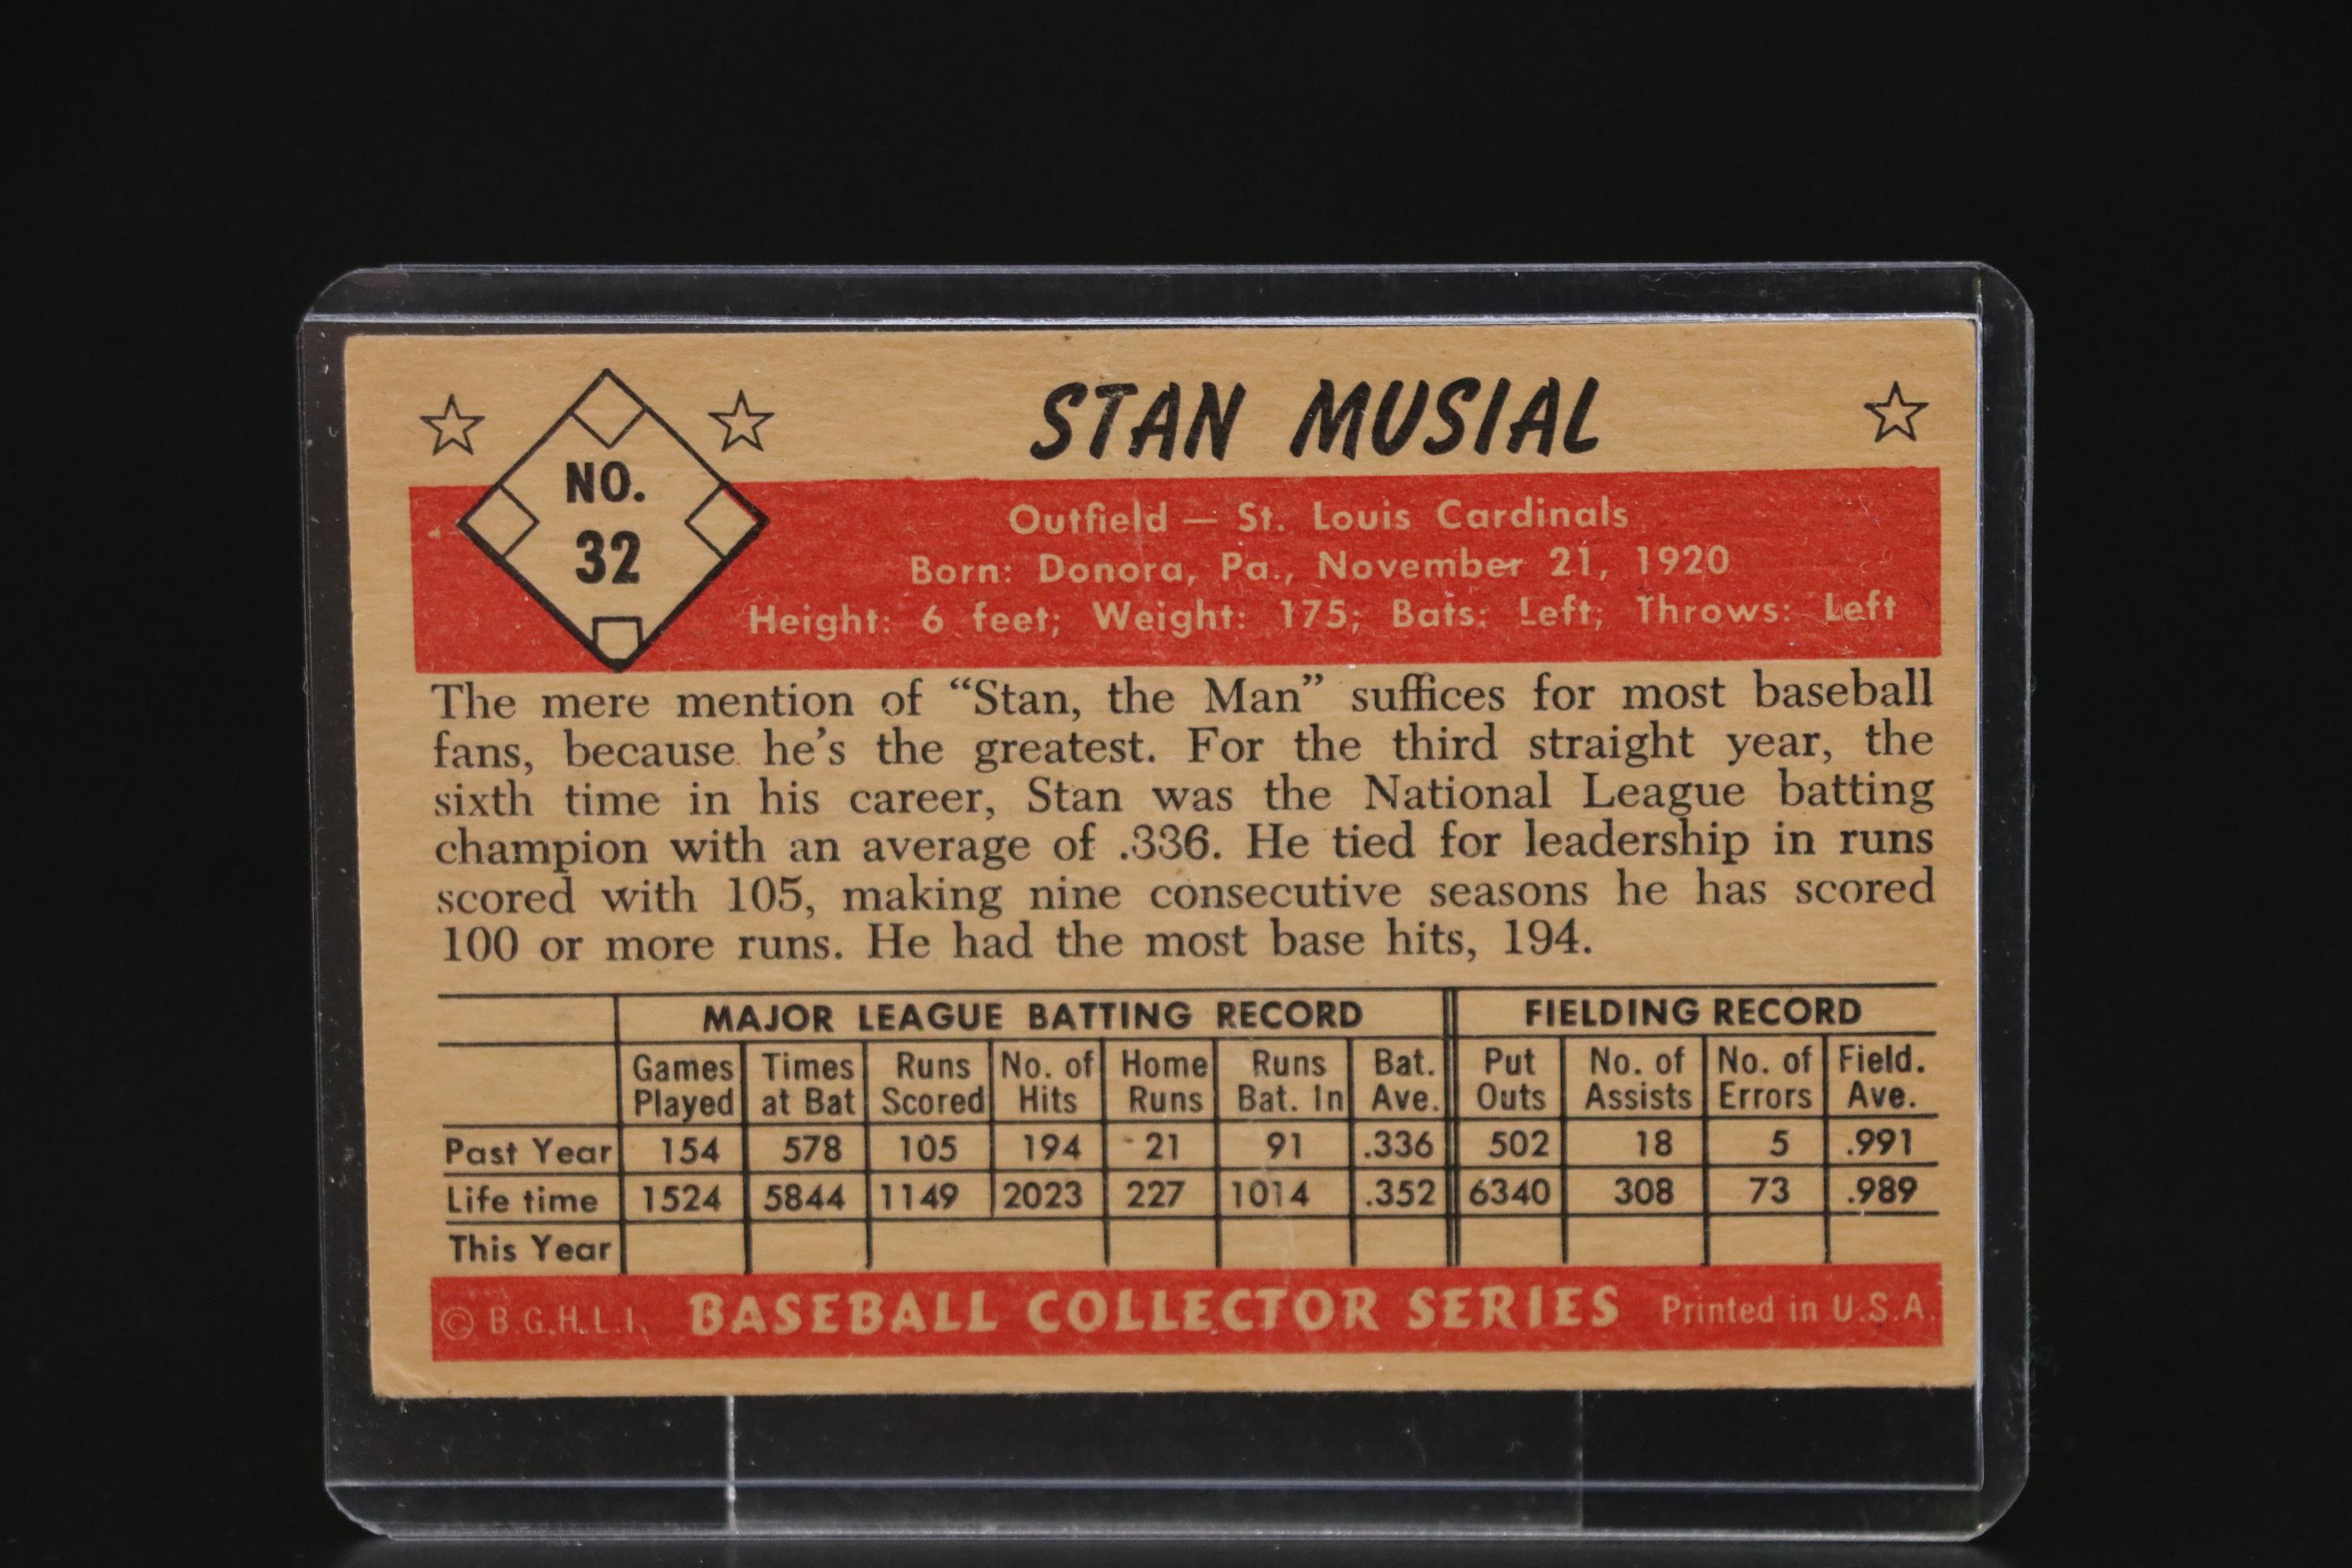 STAN MUSIAL
NO.
32
Outfield — St. Louis Cardinals
Born: Donora, Pa., November 21, 1920
Height: 6 feet; Weight: 175; Bats: Left; Throws: Left
The mere mention of “Stan, the Man” suffices for most baseball
fans, because he’s the greatest. For the third straight year, the
sixth time in his career, Stan was the National League batting
champion with an average of .336. He tied for leadership in runs
scored with 105, making nine consecutive seasons he has scored
100 or more runs. He had the most base hits, 194.
MAJOR LEAGUE BATTING RECORD FIELDING RECORD
Games Times Runs No. of Home Runs Bat. Put No. of No. of Field.
Played at Bat Scored Hits Runs Bat. In Ave. Outs Assists Errors Ave.
Past Year 154 578 105 194 21 91 .336 502 18 5 .991
Life time 1524 5844 1149 2023 227 1014 .352 6340 308 73 .989
This Year
© B.G.H.L.I. BASEBALL COLLECTOR SERIES Printed in U.S.A.